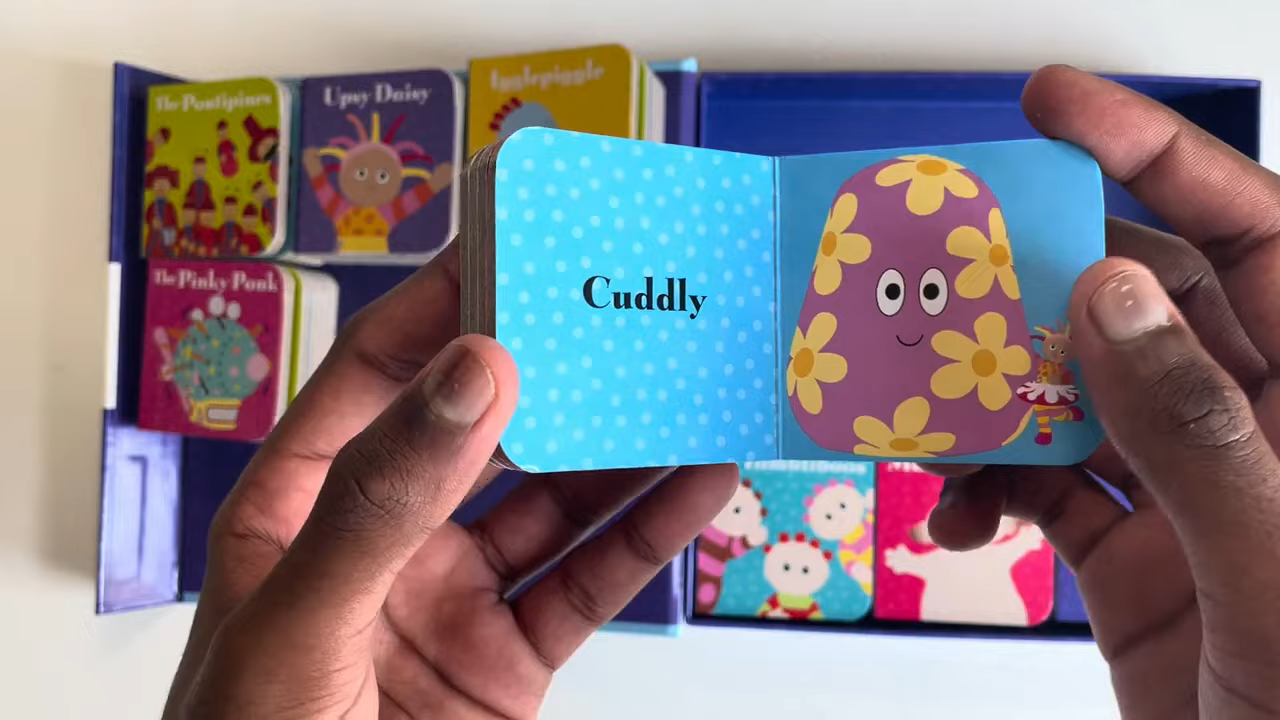 The Pontipines
Upsy Daisy
Igglepiggle
The Pinky Ponk
Cuddly